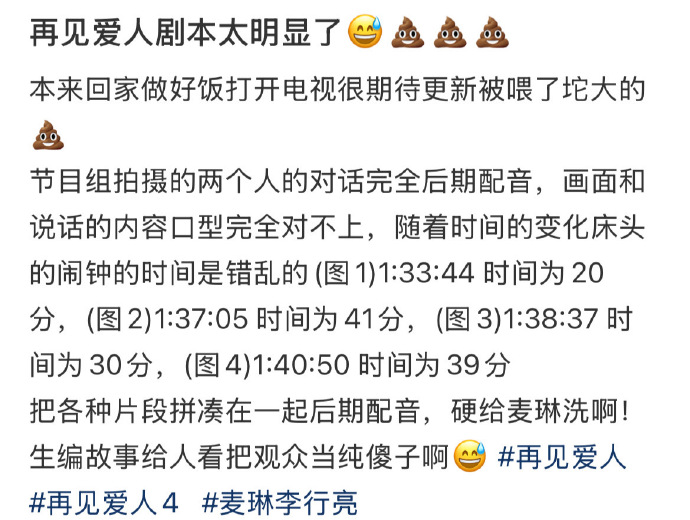 再见爱人剧本太明显了😅💩💩💩
本来回家做好饭打开电视很期待更新被喂了坨大的
💩
节目组拍摄的两个人的对话完全后期配音，画面和
说话的内容口型完全对不上，随着时间的变化床头
的闹钟的时间是错乱的(图1)1:33:44 时间为20
分，(图2)1:37:05 时间为41分，(图3)1:38:37 时
间为30分，(图4)1:40:50 时间为39分
把各种片段拼凑在一起后期配音，硬给麦琳洗啊！
生编故事给人看把观众当纯傻子啊😅 #再见爱人
#再见爱人4 #麦琳李行亮